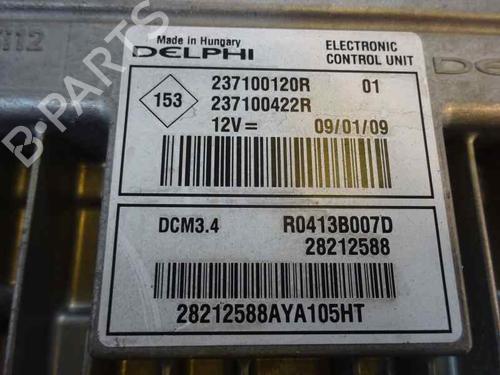 Made in Hungary
DELPHI
ELECTRONIC
CONTROL UNIT
153
237100120R 01
237100422R
12V= 09/01/09
DCM3.4 R0413B007D
28212588
28212588AYA105HT